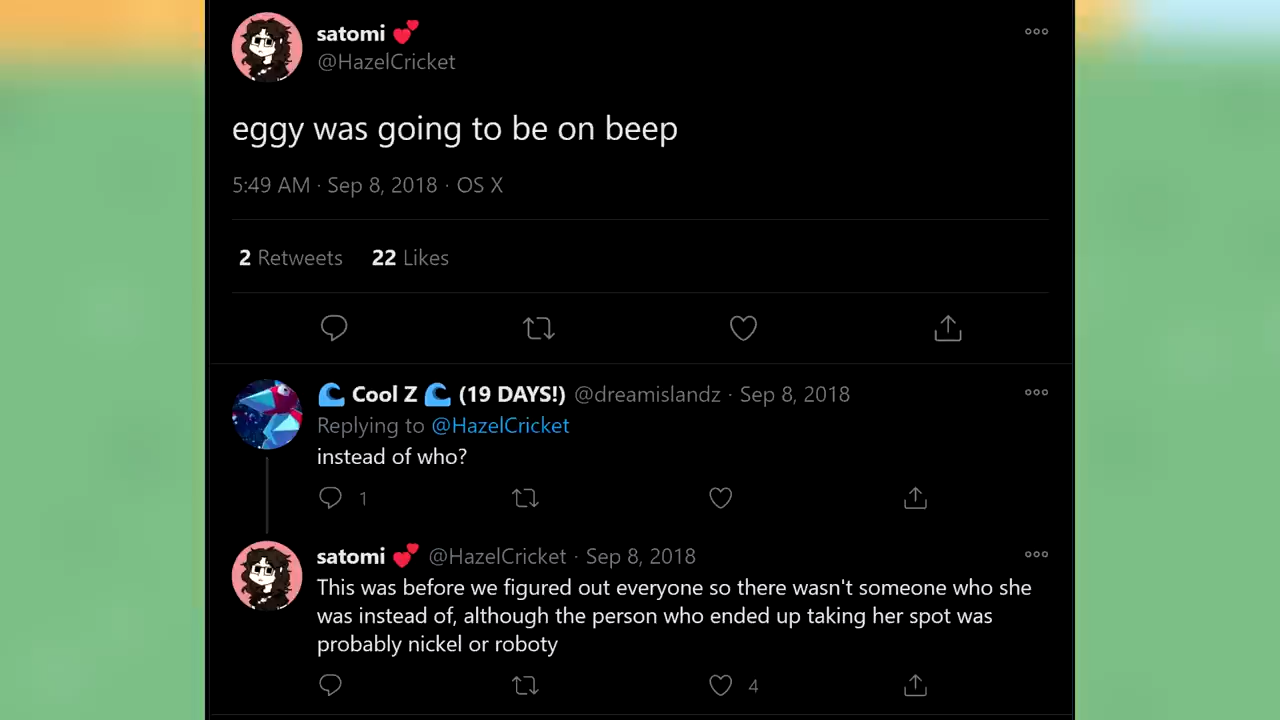 satomi 💕
@HazelCricket
eggy was going to be on beep
5:49 AM · Sep 8, 2018 · OS X
2 Retweets 22 Likes
🌊 Cool Z 🌊 (19 DAYS!) @dreamislandz · Sep 8, 2018
Replying to @HazelCricket
instead of who?
1
satomi 💕 @HazelCricket · Sep 8, 2018
This was before we figured out everyone so there wasn't someone who she
was instead of, although the person who ended up taking her spot was
probably nickel or roboty
4